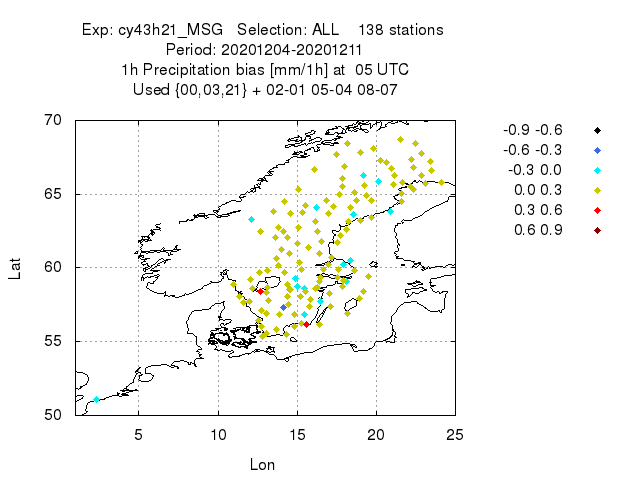 Exp: cy43h21_MSG   Selection: ALL    138 stations
Period: 20201204-20201211
1h Precipitation bias [mm/1h] at  05 UTC
Used {00,03,21} + 02-01 05-04 08-07
70
65
60
55
50
Lat
5
10
15
20
25
Lon
-0.9 -0.6
-0.6 -0.3
-0.3 0.0
0.0 0.3
0.3 0.6
0.6 0.9